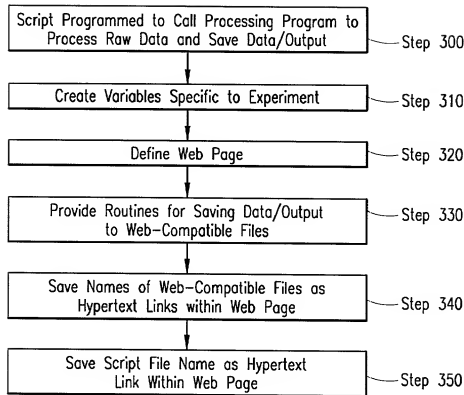 Script Programmed to Call Processing Program to
Process Raw Data and Save Data/Output
Step 300
Create Variables Specific to Experiment
Step 310
Define Web Page
Step 320
Provide Routines for Saving Data/Output
to Web-Compatible Files
Step 330
Save Names of Web-Compatible Files as
Hypertext Links within Web Page
Step 340
Save Script File Name as Hypertext
Link Within Web Page
Step 350